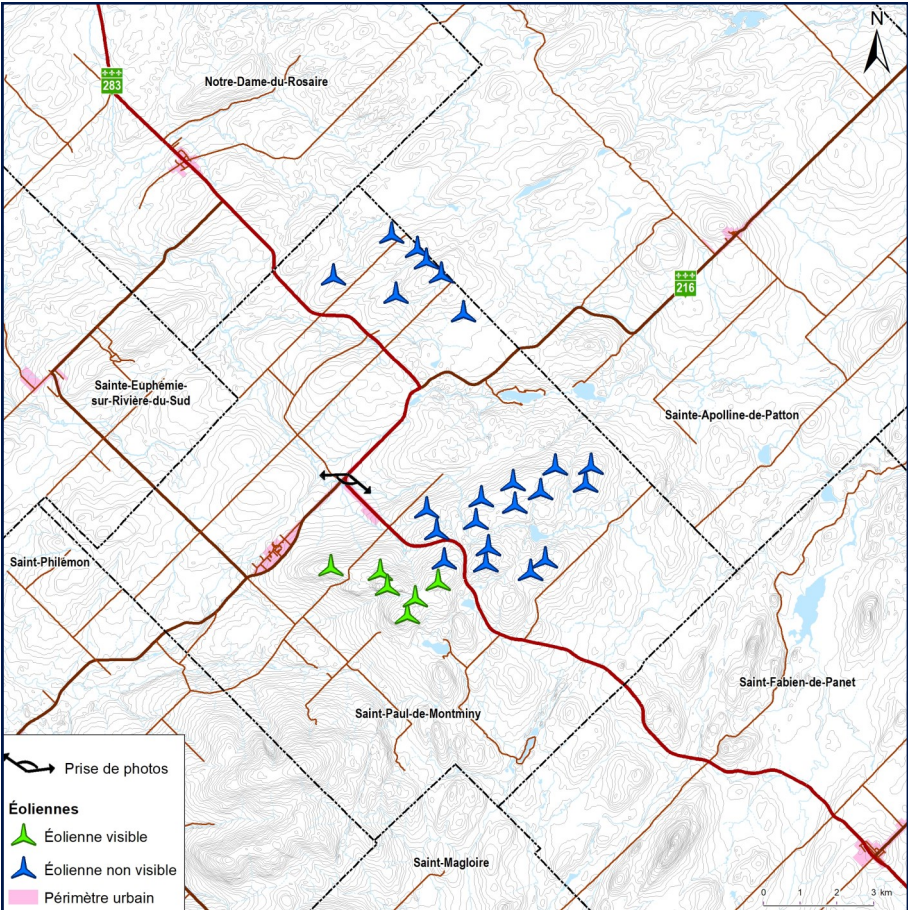 N
283
Notre-Dame-du-Rosaire
216
Sainte-Euphémie-
sur-Rivière-du-Sud
Sainte-Apolline-de-Patton
Saint-Philémon
Saint-Fabien-de-Panet
Saint-Paul-de-Montminy
Saint-Magloire
Prise de photos
Éoliennes
Éolienne visible
Éolienne non visible
Périmètre urbain
0 1 2 3 km